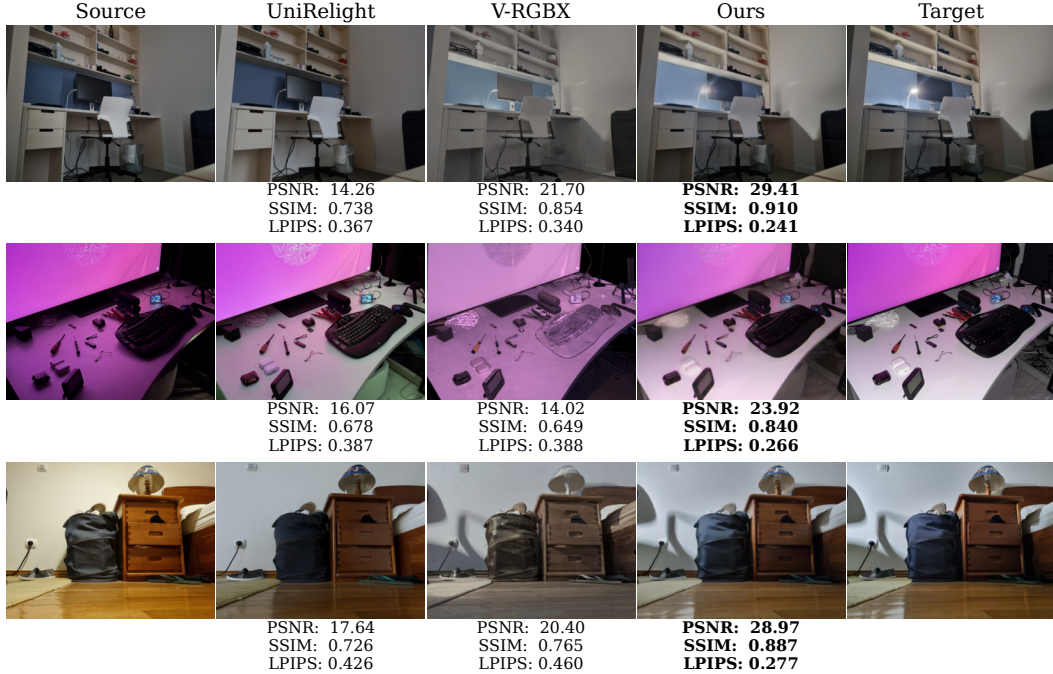 Source UniRelight V-RGBX Ours Target
PSNR: 14.26 PSNR: 21.70 PSNR: 29.41
SSIM: 0.738 SSIM: 0.854 SSIM: 0.910
LPIPS: 0.367 LPIPS: 0.340 LPIPS: 0.241
PSNR: 16.07 PSNR: 14.02 PSNR: 23.92
SSIM: 0.678 SSIM: 0.649 SSIM: 0.840
LPIPS: 0.387 LPIPS: 0.388 LPIPS: 0.266
PSNR: 17.64 PSNR: 20.40 PSNR: 28.97
SSIM: 0.726 SSIM: 0.765 SSIM: 0.887
LPIPS: 0.426 LPIPS: 0.460 LPIPS: 0.277